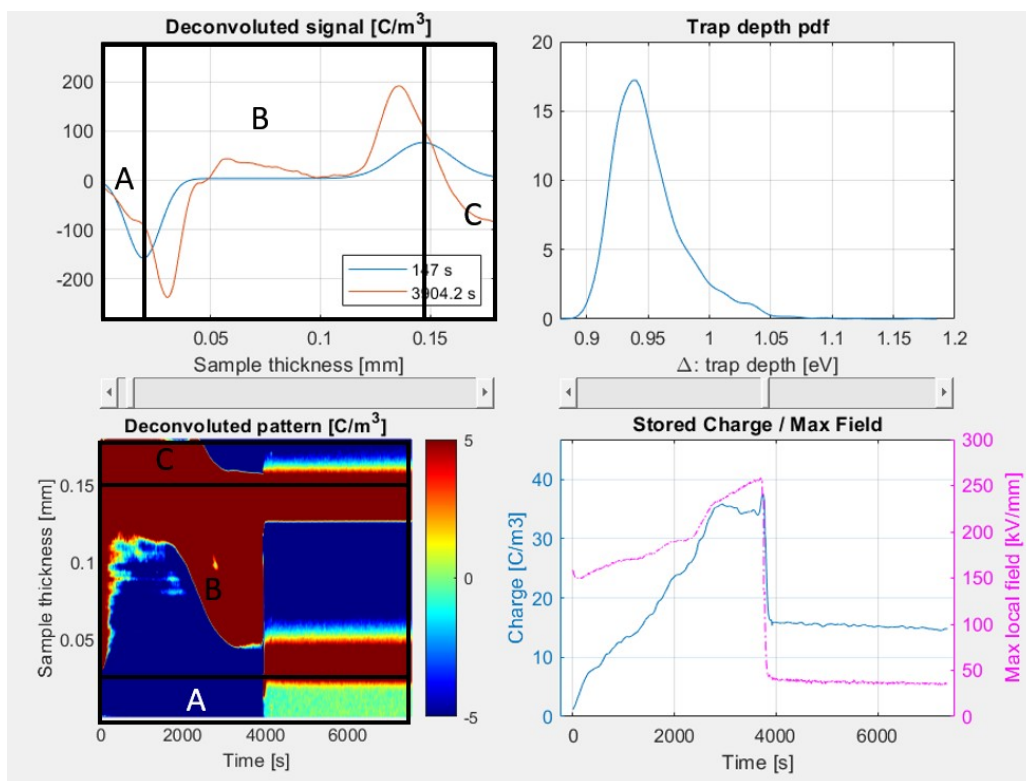 Deconvoluted signal [C/m3]
200
100
0
-100
-200
A
B
C
147 s
3904.2 s
0.05
0.1
0.15
Sample thickness [mm]
Trap depth pdf
20
15
10
5
0
0.9
0.95
1
1.05
1.1
1.15
1.2
Δ: trap depth [eV]
Deconvoluted pattern [C/m3]
Sample thickness [mm]
0.15
0.1
0.05
C
B
A
0
2000
4000
6000
Time [s]
5
0
-5
Stored Charge / Max Field
Charge [C/m3]
40
30
20
10
0
0
2000
4000
6000
Time [s]
300
250
200
150
100
50
0
Max local field [kV/mm]